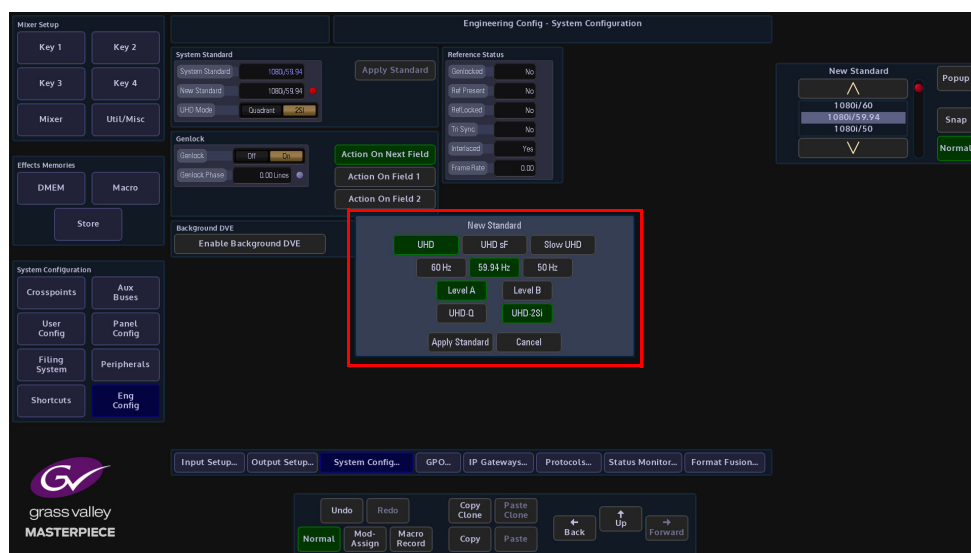 Mixer Setup
Key 1
Key 2
Key 3
Key 4
Mixer
Util/Misc
Effects Memories
DMEM
Macro
Store
System Configuration
Crosspoints
Aux
Buses
User
Config
Panel
Config
Filing
System
Peripherals
Shortcuts
Eng
Config
grass valley
MASTERPIECE
Engineering Config - System Configuration
System Standard
System Standard 1080i/59.94
New Standard 1080i/59.94
UHD Mode Quadrant 2SI
Apply Standard
Genlock
Genlock Off On
Genlock Phase 0.00 Lines
Action On Next Field
Action On Field 1
Action On Field 2
Background DVE
Enable Background DVE
Reference Status
Genlocked No
Ref Present No
RefLocked No
Tri Sync No
Interlaced Yes
Frame Rate 0.00
New Standard
1080i/60
1080i/59.94
1080i/50
Popup
Snap
Normal
New Standard
UHD UHD sF Slow UHD
60 Hz 59.94 Hz 50 Hz
Level A Level B
UHD-Q UHD-2Si
Apply Standard Cancel
Input Setup... Output Setup... System Config... GPO... IP Gateways... Protocols... Status Monitor... Format Fusion...
Undo
Redo
Normal
Mod-
Assign
Macro
Record
Copy
Clone
Paste
Clone
Copy
Paste
Back
Up
Forward